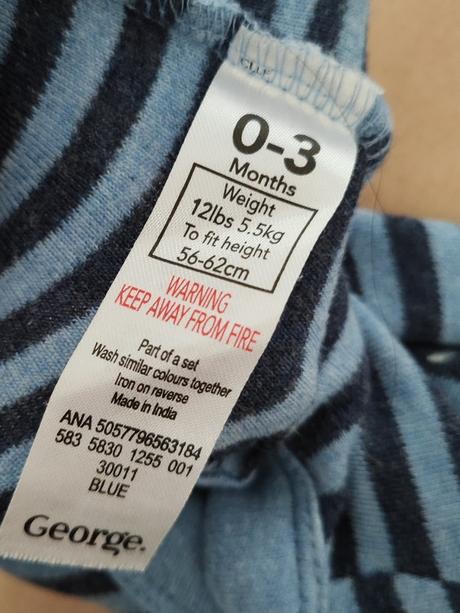 0-3
Months
Weight
12lbs 5.5kg
To fit height
56-62cm
WARNING
KEEP AWAY FROM FIRE
Part of a set
Wash similar colours together
Iron on reverse
Made in India
ANA 5057796563184
583 5830 1255 001
30011
BLUE
George.